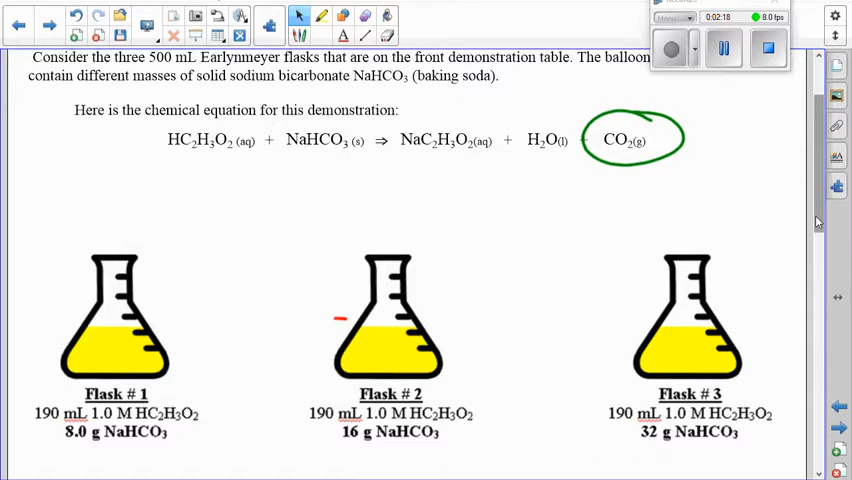 Record...
Menu
0:02:18
8.0 fps
Consider the three 500 mL Earlynmeyer flasks that are on the front demonstration table. The balloon
contain different masses of solid sodium bicarbonate NaHCO₃ (baking soda).
Here is the chemical equation for this demonstration:
HC₂H₃O₂ (aq) + NaHCO₃ (s) ⇒ NaC₂H₃O₂(aq) + H₂O(l) + CO₂(g)
Flask # 1
190 mL 1.0 M HC2H3O2
8.0 g NaHCO₃
Flask # 2
190 mL 1.0 M HC2H3O2
16 g NaHCO₃
Flask # 3
190 mL 1.0 M HC2H3O2
32 g NaHCO₃